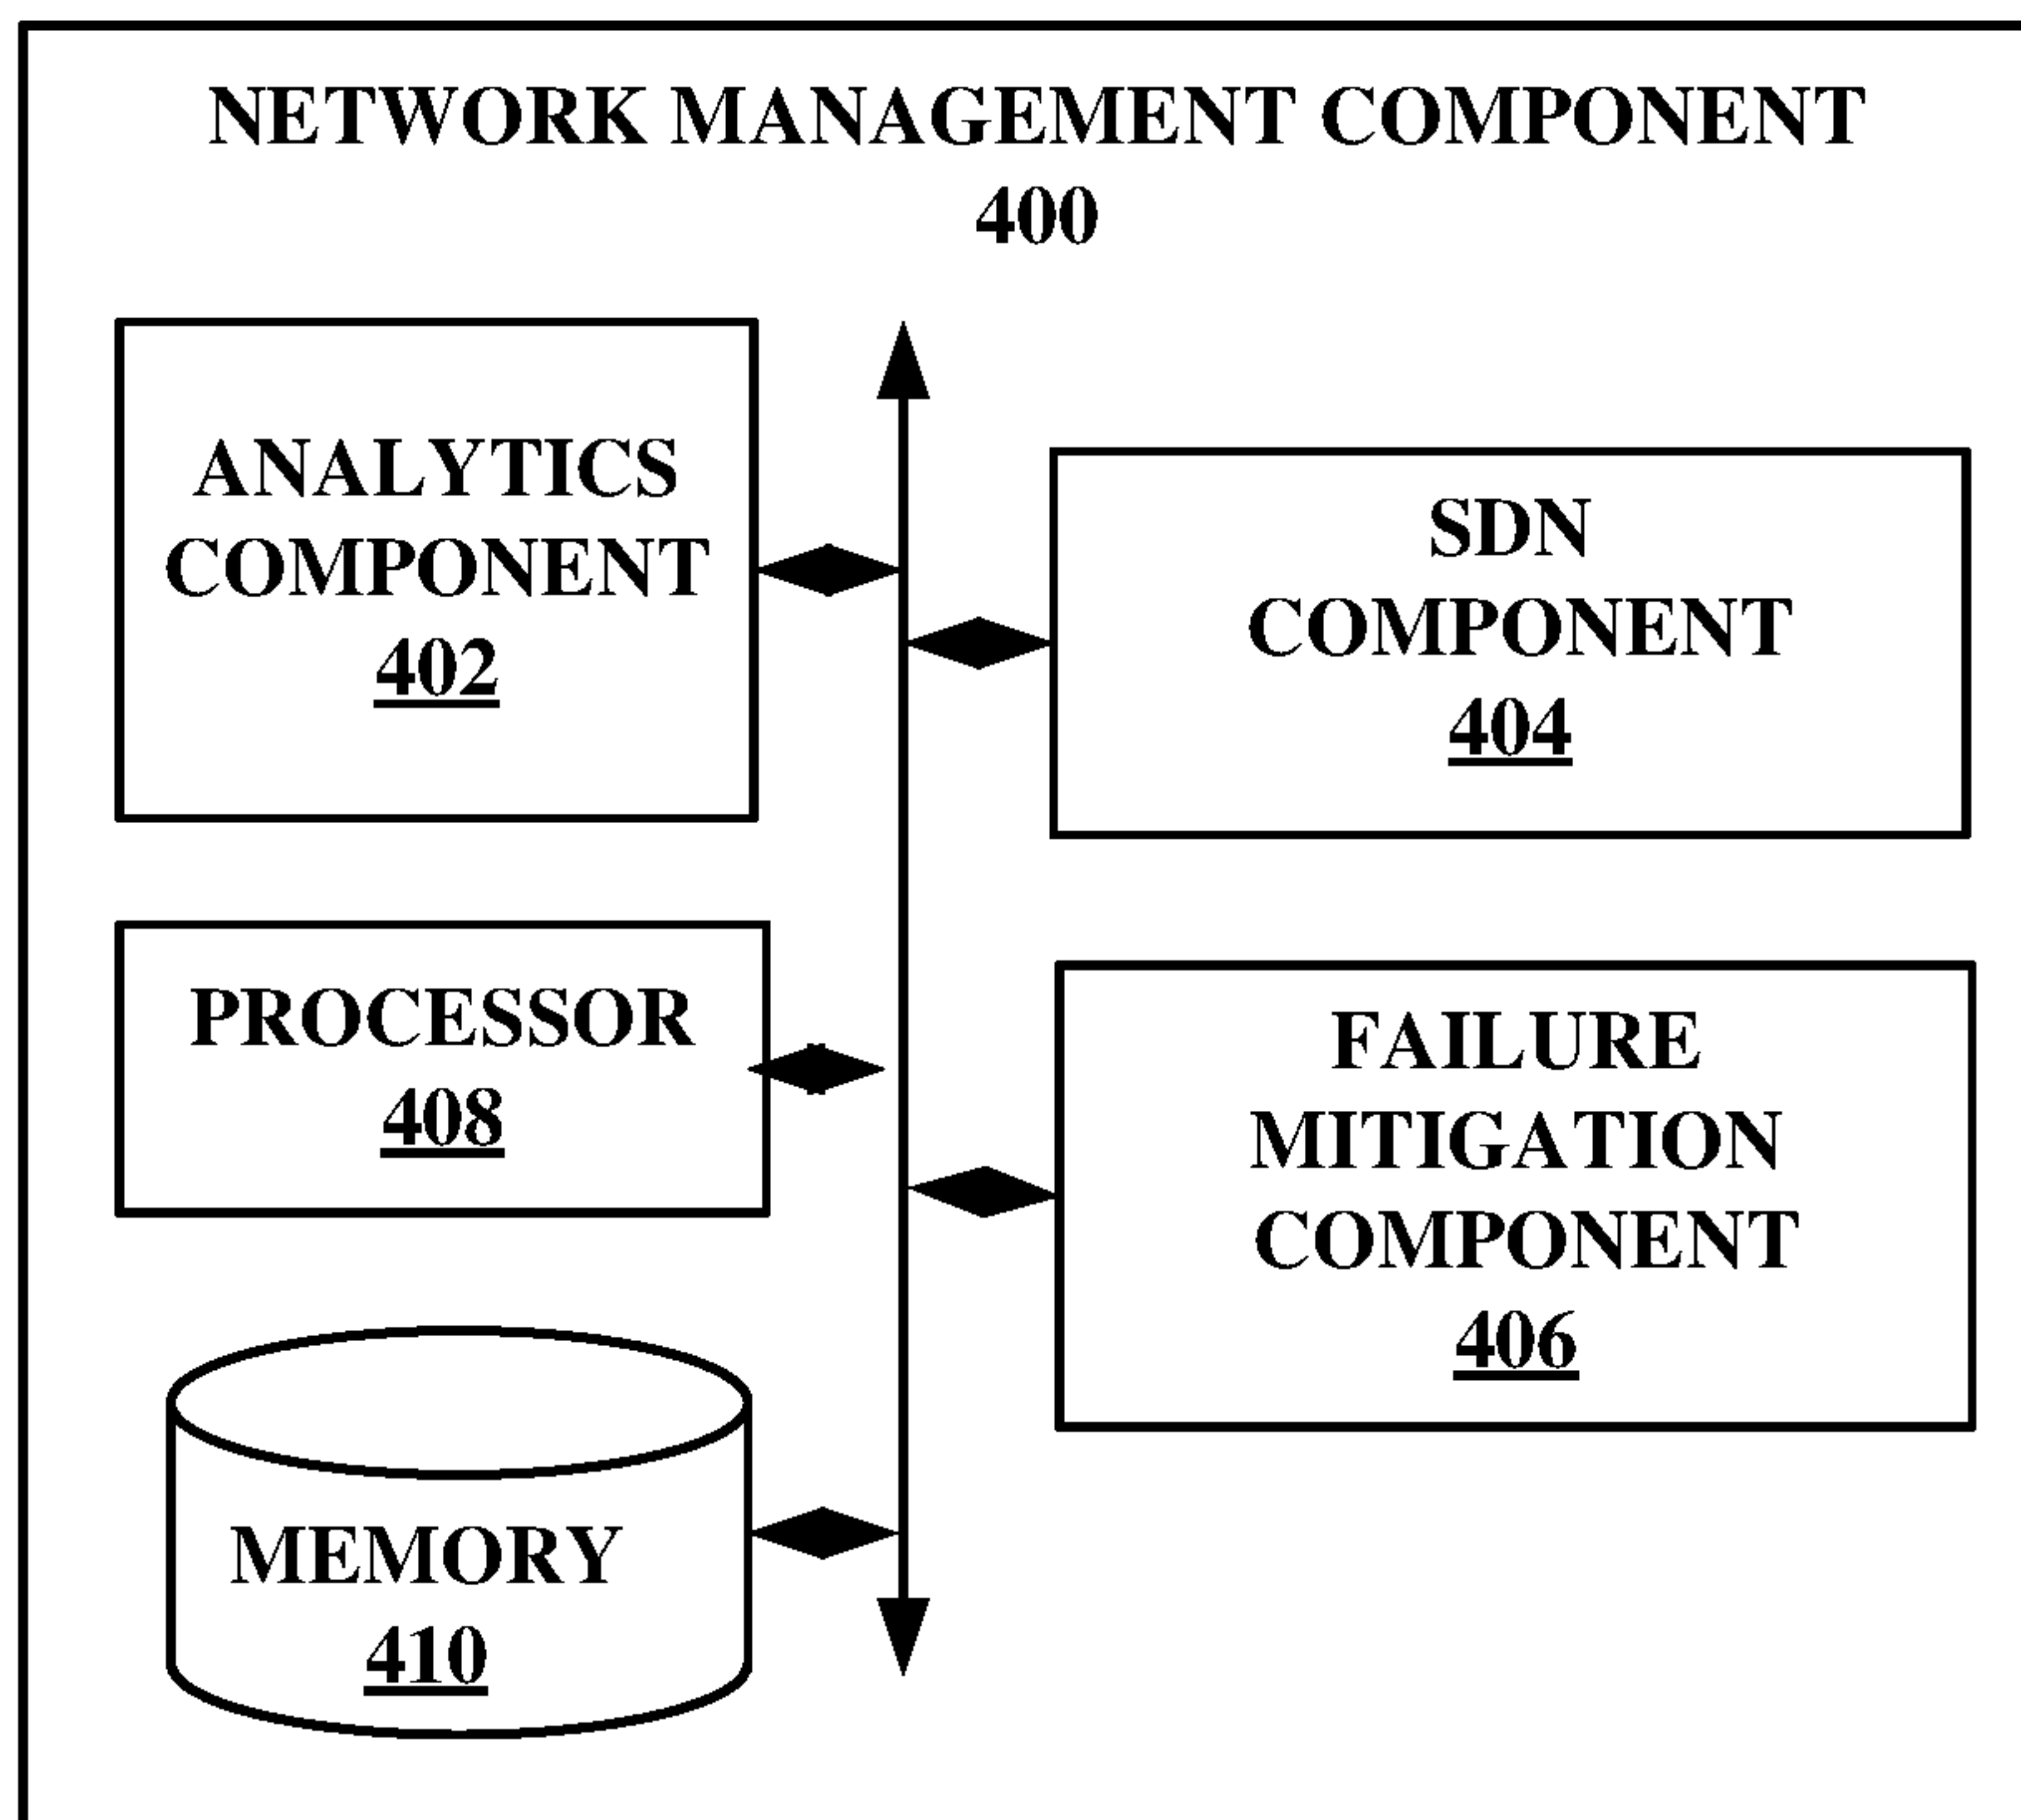 NETWORK MANAGEMENT COMPONENT
400
ANALYTICS
COMPONENT
402
SDN
COMPONENT
404
PROCESSOR
408
FAILURE
MITIGATION
COMPONENT
406
MEMORY
410